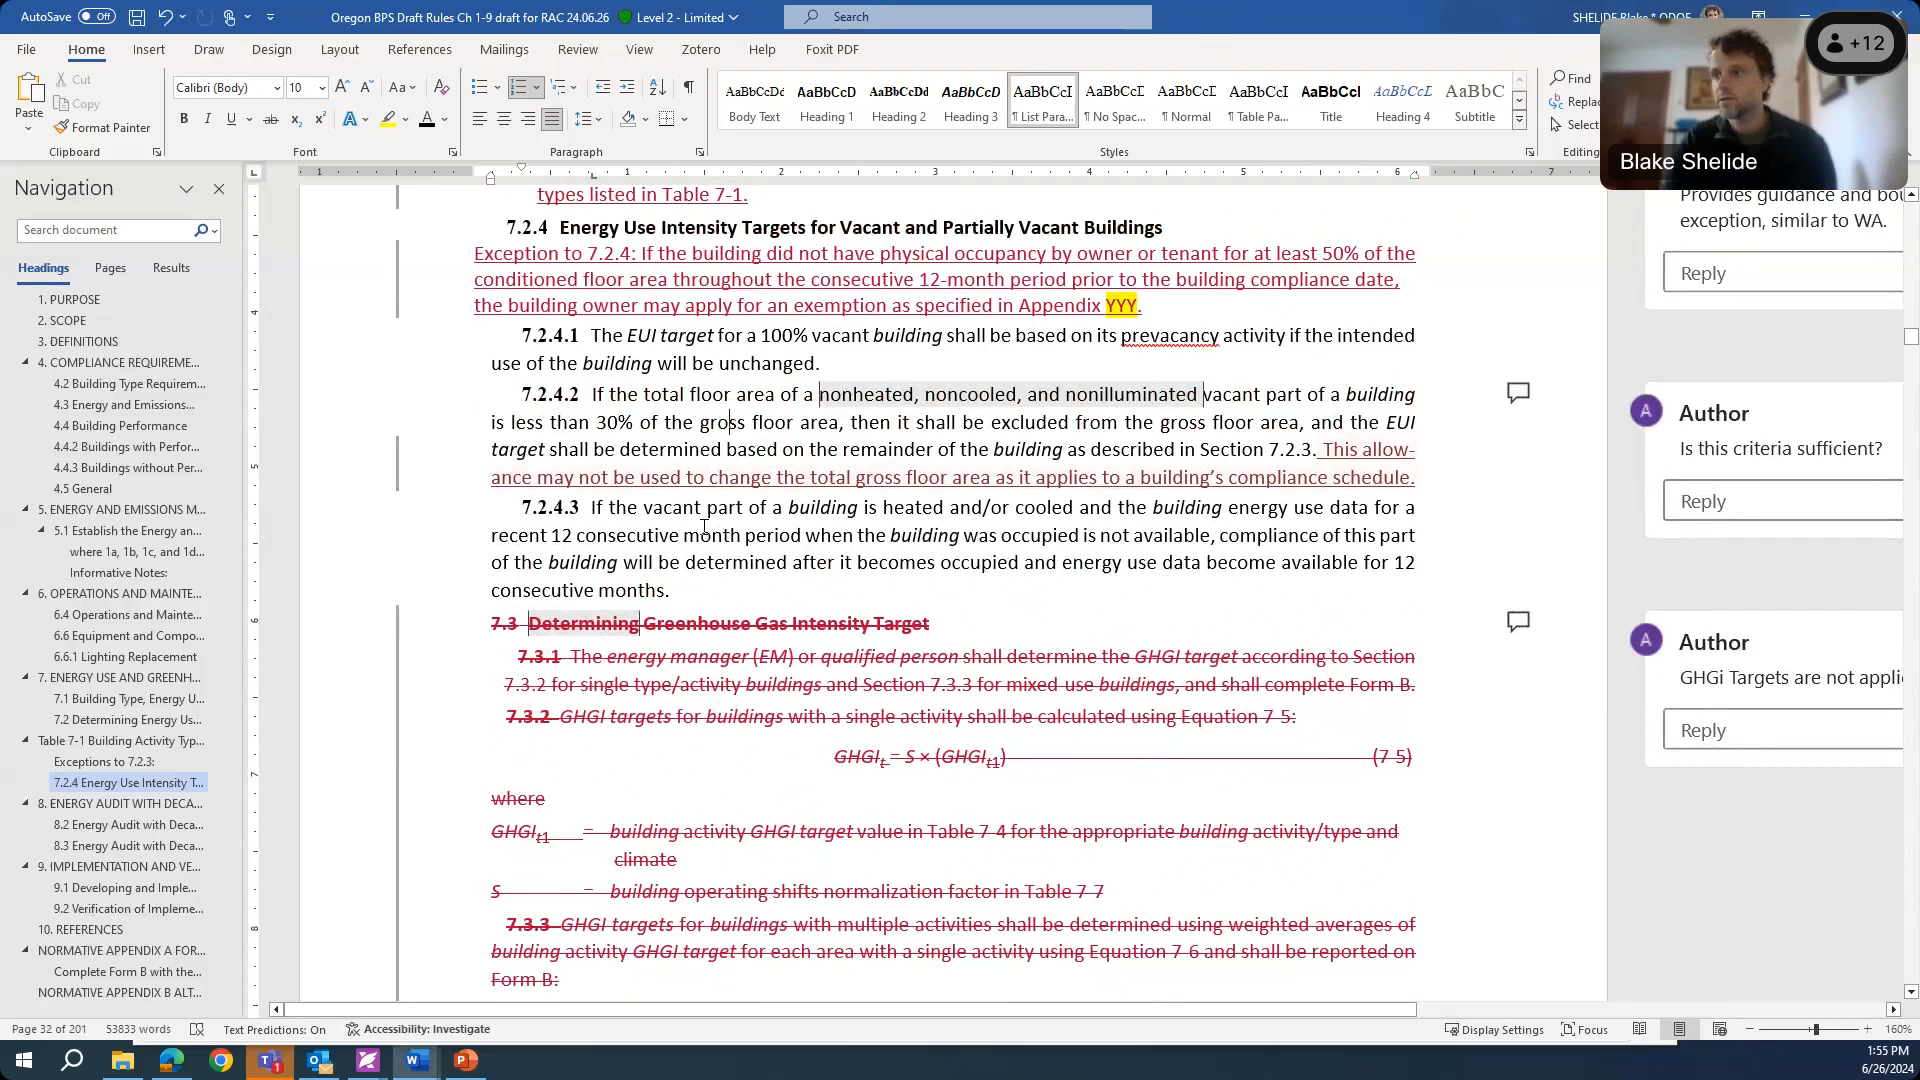 AutoSave Off
Oregon BPS Draft Rules Ch 1-9 draft for RAC 24.06.26
Level 2 - Limited
Search
SHELIDE Blake * ODOE
File Home Insert Draw Design Layout References Mailings Review View Zotero Help Foxit PDF
Paste
Cut
Copy
Format Painter
Calibri (Body) 10
Clipboard Font Paragraph Styles Editing
AaBbCcDd Body Text
AaBbCcD Heading 1
AaBbCcDd Heading 2
AaBbCcD Heading 3
AaBbCcI ¶ List Para...
AaBbCcI ¶ No Spac...
AaBbCcI ¶ Normal
AaBbCcI ¶ Table Pa...
AaBbCcI Title
AaBbCcL Heading 4
AaBbC Subtitle
Find
Replac
Select
+12
Blake Shelide
Navigation
Search document
Headings Pages Results
1. PURPOSE
2. SCOPE
3. DEFINITIONS
4. COMPLIANCE REQUIREME...
4.2 Building Type Requirem...
4.3 Energy and Emissions...
4.4 Building Performance
4.4.2 Buildings with Perfor...
4.4.3 Buildings without Per...
4.5 General
5. ENERGY AND EMISSIONS M...
5.1 Establish the Energy an...
where 1a, 1b, 1c, and 1d...
Informative Notes:
6. OPERATIONS AND MAINTE...
6.4 Operations and Mainte...
6.6 Equipment and Compo...
6.6.1 Lighting Replacement
7. ENERGY USE AND GREENH...
7.1 Building Type, Energy U...
7.2 Determining Energy Us...
Table 7-1 Building Activity Typ...
Exceptions to 7.2.3:
7.2.4 Energy Use Intensity T...
8. ENERGY AUDIT WITH DECA...
8.2 Energy Audit with Deca...
8.3 Energy Audit with Deca...
9. IMPLEMENTATION AND VE...
9.1 Developing and Imple...
9.2 Verification of Impleme...
10. REFERENCES
NORMATIVE APPENDIX A FOR...
Complete Form B with the...
NORMATIVE APPENDIX B ALT...
types listed in Table 7-1.
7.2.4 Energy Use Intensity Targets for Vacant and Partially Vacant Buildings
Exception to 7.2.4: If the building did not have physical occupancy by owner or tenant for at least 50% of the
conditioned floor area throughout the consecutive 12-month period prior to the building compliance date,
the building owner may apply for an exemption as specified in Appendix YYY.
7.2.4.1 The EUI target for a 100% vacant building shall be based on its prevacancy activity if the intended
use of the building will be unchanged.
7.2.4.2 If the total floor area of a nonheated, noncooled, and nonilluminated vacant part of a building
is less than 30% of the gross floor area, then it shall be excluded from the gross floor area, and the EUI
target shall be determined based on the remainder of the building as described in Section 7.2.3. This allow-
ance may not be used to change the total gross floor area as it applies to a building’s compliance schedule.
7.2.4.3 If the vacant part of a building is heated and/or cooled and the building energy use data for a
recent 12 consecutive month period when the building was occupied is not available, compliance of this part
of the building will be determined after it becomes occupied and energy use data become available for 12
consecutive months.
7.3 Determining Greenhouse Gas Intensity Target
7.3.1 The energy manager (EM) or qualified person shall determine the GHGI target according to Section
7.3.2 for single type/activity buildings and Section 7.3.3 for mixed use buildings, and shall complete Form B.
7.3.2 GHGI targets for buildings with a single activity shall be calculated using Equation 7-5:
GHGIt = S × (GHGIt1) (7-5)
where
GHGIt1 = building activity GHGI target value in Table 7-4 for the appropriate building activity/type and
climate
S = building operating shifts normalization factor in Table 7-7
7.3.3 GHGI targets for buildings with multiple activities shall be determined using weighted averages of
building activity GHGI target for each area with a single activity using Equation 7-6 and shall be reported on
Form B:
Provides guidance and bou
exception, similar to WA.
Reply
A Author
Is this criteria sufficient?
Reply
A Author
GHGi Targets are not appli
Reply
Page 32 of 201 53833 words Text Predictions: On Accessibility: Investigate Display Settings Focus 160%
1:55 PM
6/26/2024